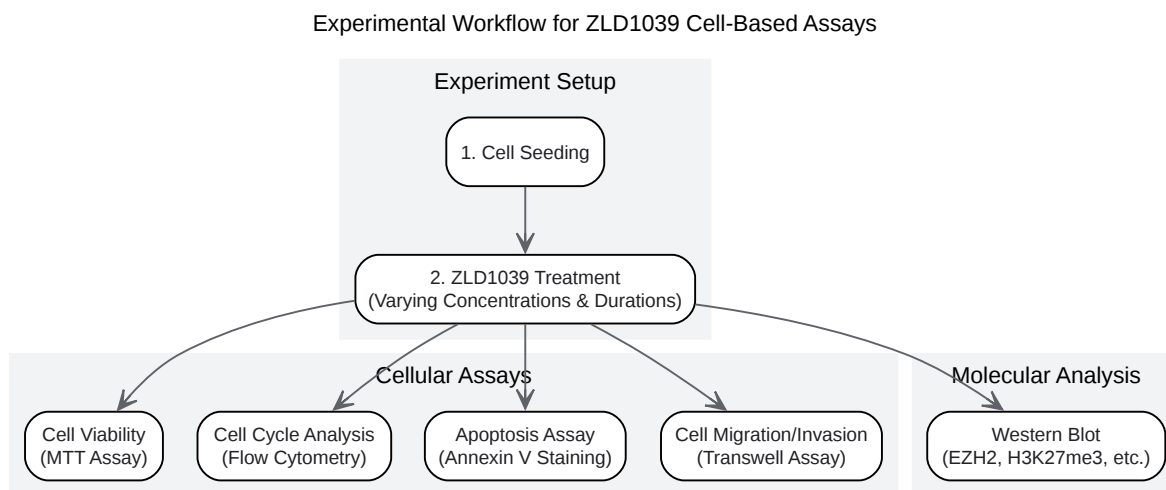 Experimental Workflow for ZLD1039 Cell-Based Assays
Experiment Setup
1. Cell Seeding
2. ZLD1039 Treatment
(Varying Concentrations & Durations)
Cellular Assays
Molecular Analysis
Cell Viability
(MTT Assay)
Cell Cycle Analysis
(Flow Cytometry)
Apoptosis Assay
(Annexin V Staining)
Cell Migration/Invasion
(Transwell Assay)
Western Blot
(EZH2, H3K27me3, etc.)